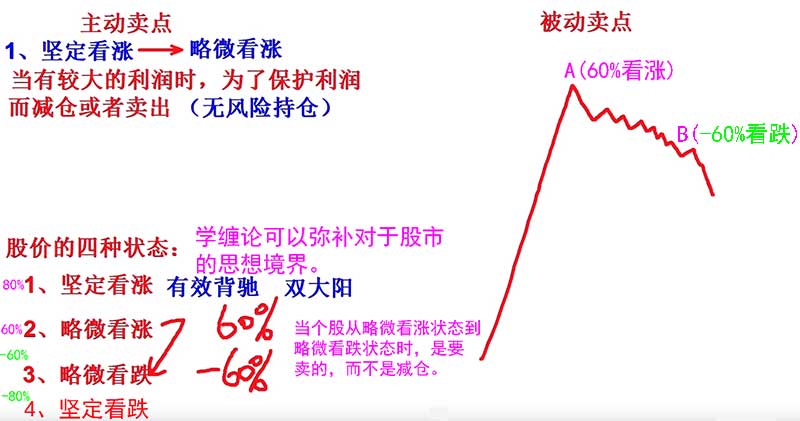 主动卖点
1、坚定看涨 略微看涨
当有较大的利润时，为了保护利润
而减仓或者卖出 （无风险持仓）
被动卖点
A(60%看涨)
B(-60%看跌)
股价的四种状态：
学缠论可以弥补对于股市
的思想境界。
80% 1、坚定看涨 有效背驰 双大阳
60% 2、略微看涨 60%
-60% 3、略微看跌 -60%
-80% 4、坚定看跌
当个股从略微看涨状态到
略微看跌状态时，是要
卖的，而不是减仓。